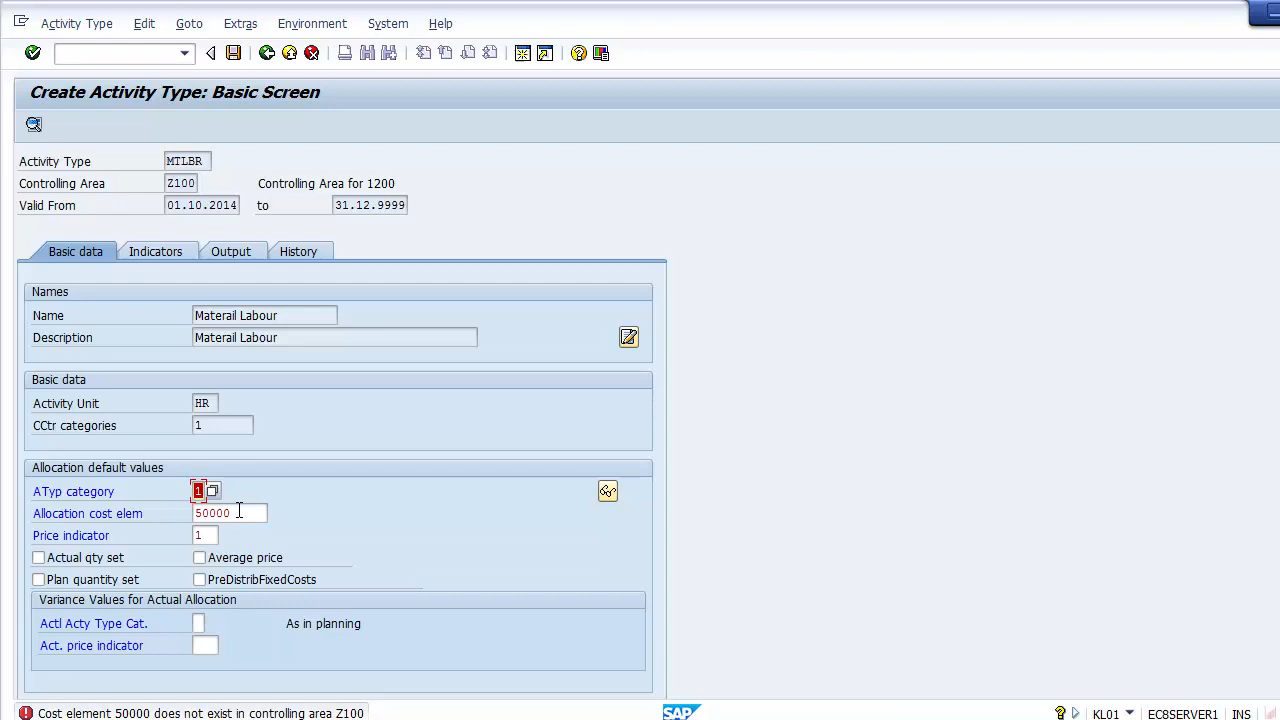 Activity Type Edit Goto Extras Environment System Help
Create Activity Type: Basic Screen
Activity Type MTLBR
Controlling Area Z100 Controlling Area for 1200
Valid From 01.10.2014 to 31.12.9999
Basic data Indicators Output History
Names
Name Materail Labour
Description Materail Labour
Basic data
Activity Unit HR
CCtr categories 1
Allocation default values
ATyp category 1
Allocation cost elem 50000
Price indicator 1
Actual qty set Average price
Plan quantity set PreDistribFixedCosts
Variance Values for Actual Allocation
Actl Acty Type Cat. As in planning
Act. price indicator
Cost element 50000 does not exist in controlling area Z100 SAP KL01 EC8SERVER1 INS